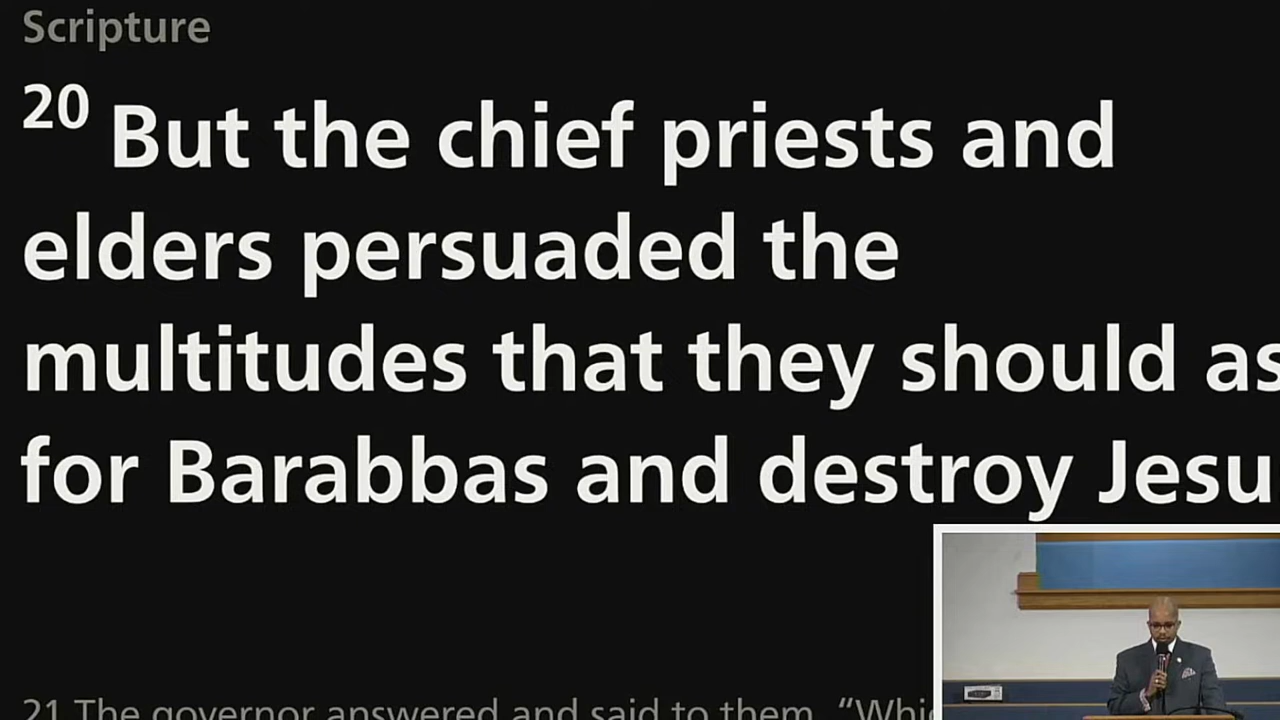 Scripture
20 But the chief priests and
elders persuaded the
multitudes that they should as
for Barabbas and destroy Jesu
21 The governor answered and said to them, “Whic